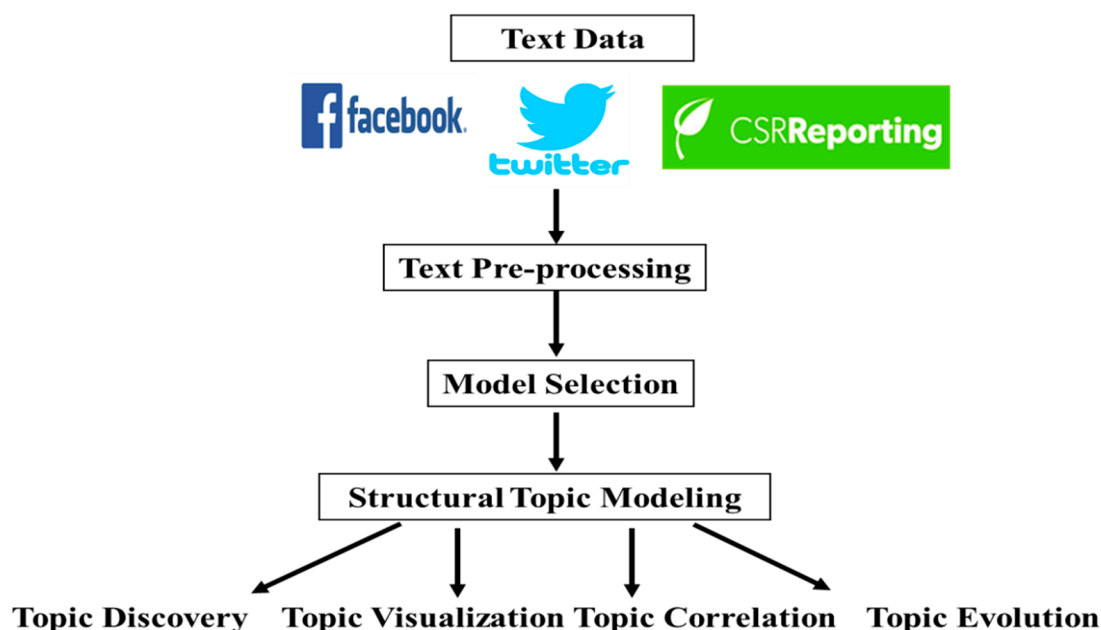 Text Data
facebook.
twitter
CSRReporting
Text Pre-processing
Model Selection
Structural Topic Modeling
Topic Discovery Topic Visualization Topic Correlation Topic Evolution